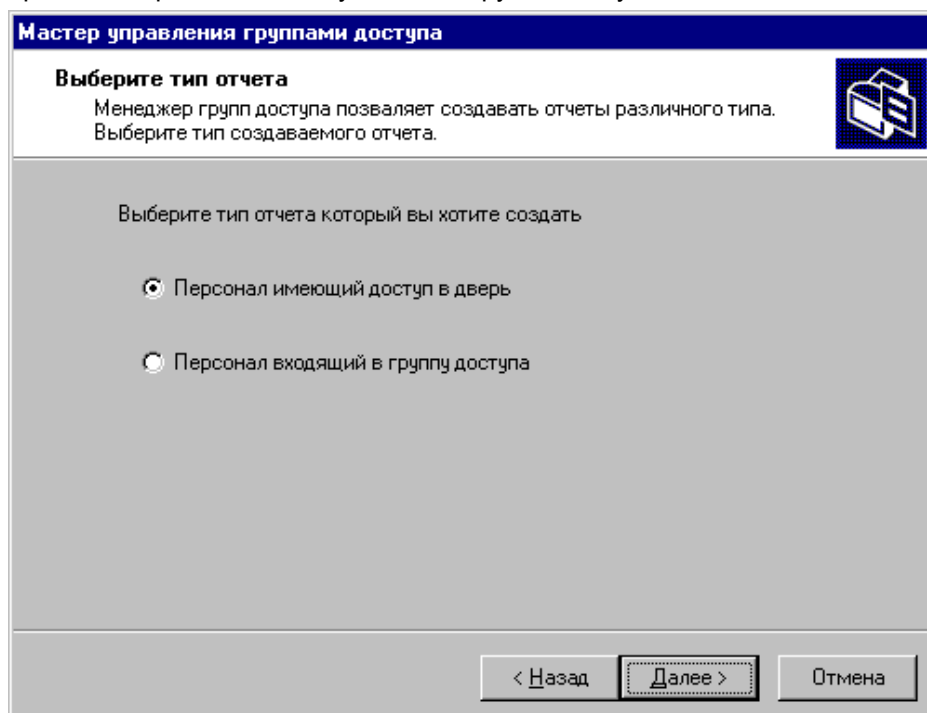 Мастер управления группами доступа
Выберите тип отчета
Менеджер групп доступа позваляет создавать отчеты различного типа.
Выберите тип создаваемого отчета.
Выберите тип отчета который вы хотите создать
Персонал имеющий доступ в дверь
Персонал входящий в группу доступа
< Назад Далее > Отмена